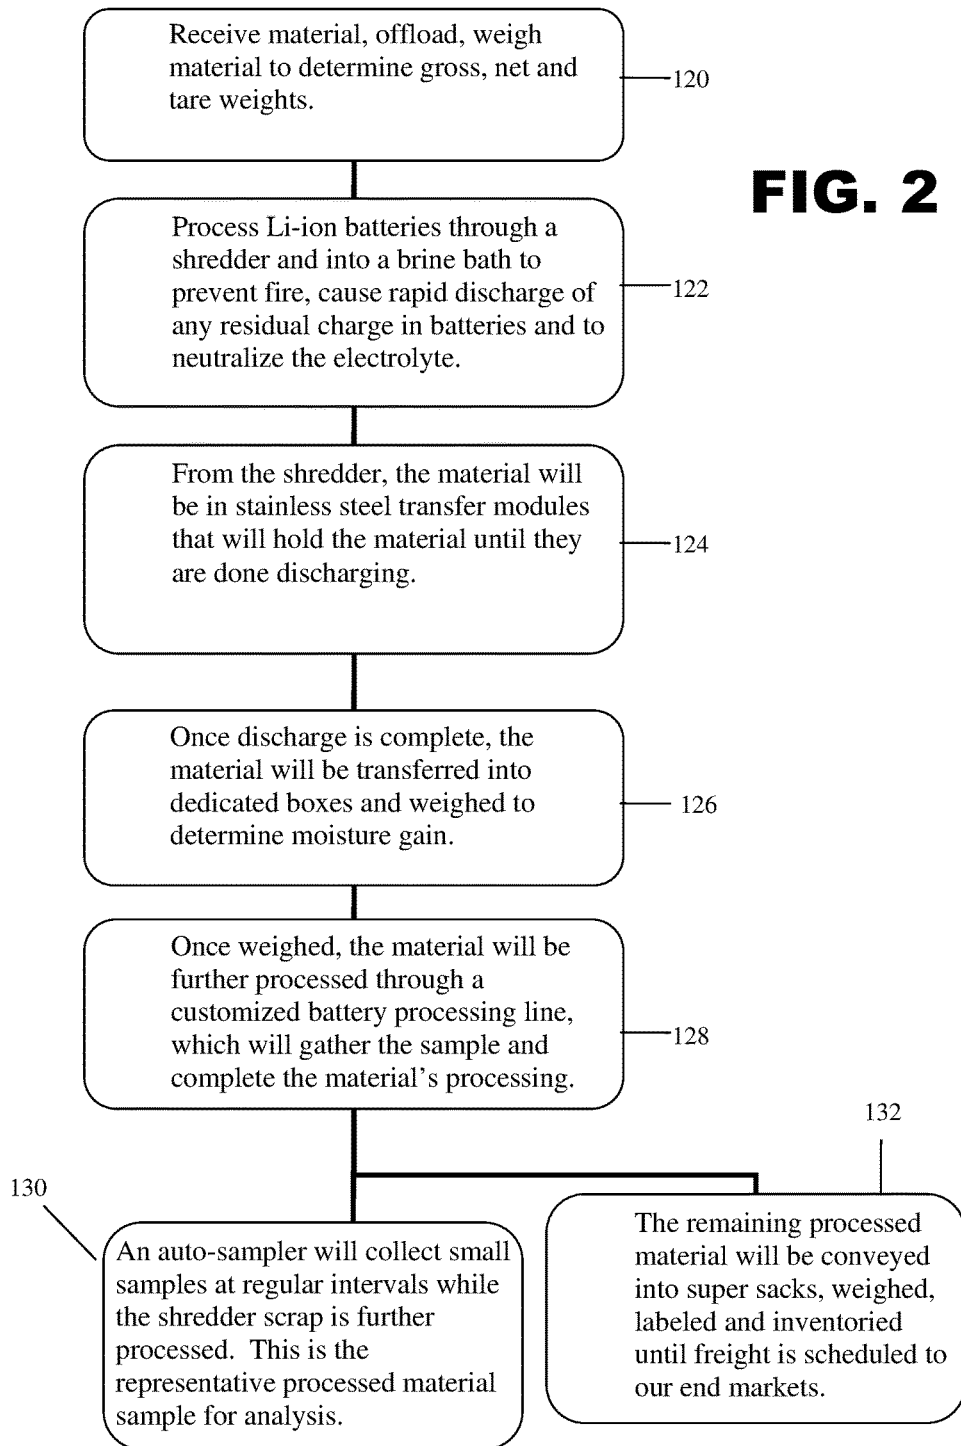 Receive material, offload, weigh
material to determine gross, net and
tare weights.
120
FIG. 2
Process Li-ion batteries through a
shredder and into a brine bath to
prevent fire, cause rapid discharge of
any residual charge in batteries and to
neutralize the electrolyte.
122
From the shredder, the material will
be in stainless steel transfer modules
that will hold the material until they
are done discharging.
124
Once discharge is complete, the
material will be transferred into
dedicated boxes and weighed to
determine moisture gain.
126
Once weighed, the material will be
further processed through a
customized battery processing line,
which will gather the sample and
complete the material's processing.
128
130
An auto-sampler will collect small
samples at regular intervals while
the shredder scrap is further
processed.  This is the
representative processed material
sample for analysis.
132
The remaining processed
material will be conveyed
into super sacks, weighed,
labeled and inventoried
until freight is scheduled to
our end markets.